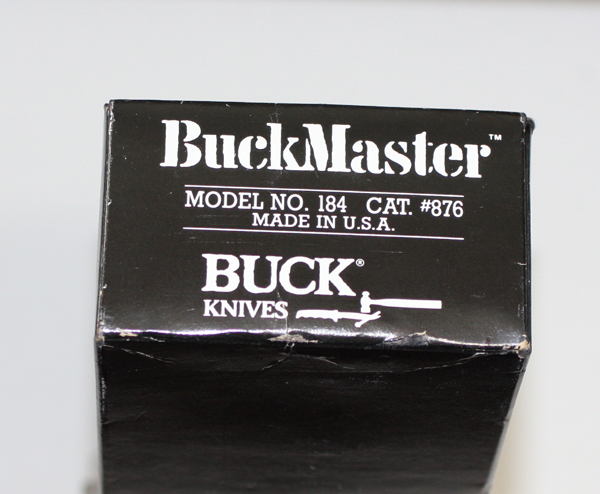 BuckMaster™
MODEL NO. 184 CAT. #876
MADE IN U.S.A.
BUCK®
KNIVES